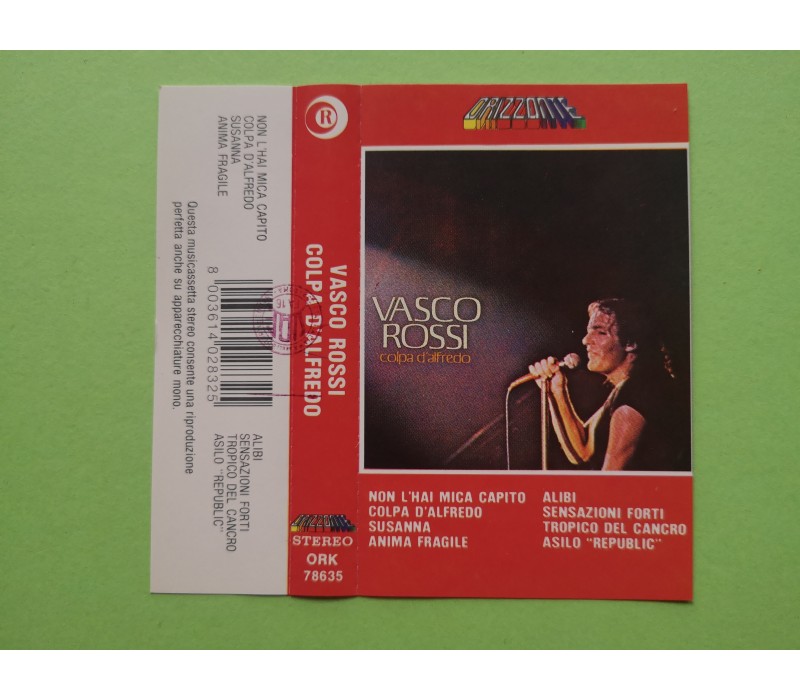 NON L'HAI MICA CAPITO
COLPA D'ALFREDO
SUSANNA
ANIMA FRAGILE
8 003614 028325
ALIBI
SENSAZIONI FORTI
TROPICO DEL CANCRO
ASILO "REPUBLIC"
Questa musicassetta stereo consente una riproduzione
perfetta anche su apparecchiature mono.
R
VASCO ROSSI
COLPA D'ALFREDO
ORIZZONTE
STEREO
ORK
78635
ORIZZONTE
VASCO
ROSSI
colpa d'alfredo
NON L'HAI MICA CAPITO
COLPA D'ALFREDO
SUSANNA
ANIMA FRAGILE
ALIBI
SENSAZIONI FORTI
TROPICO DEL CANCRO
ASILO "REPUBLIC"